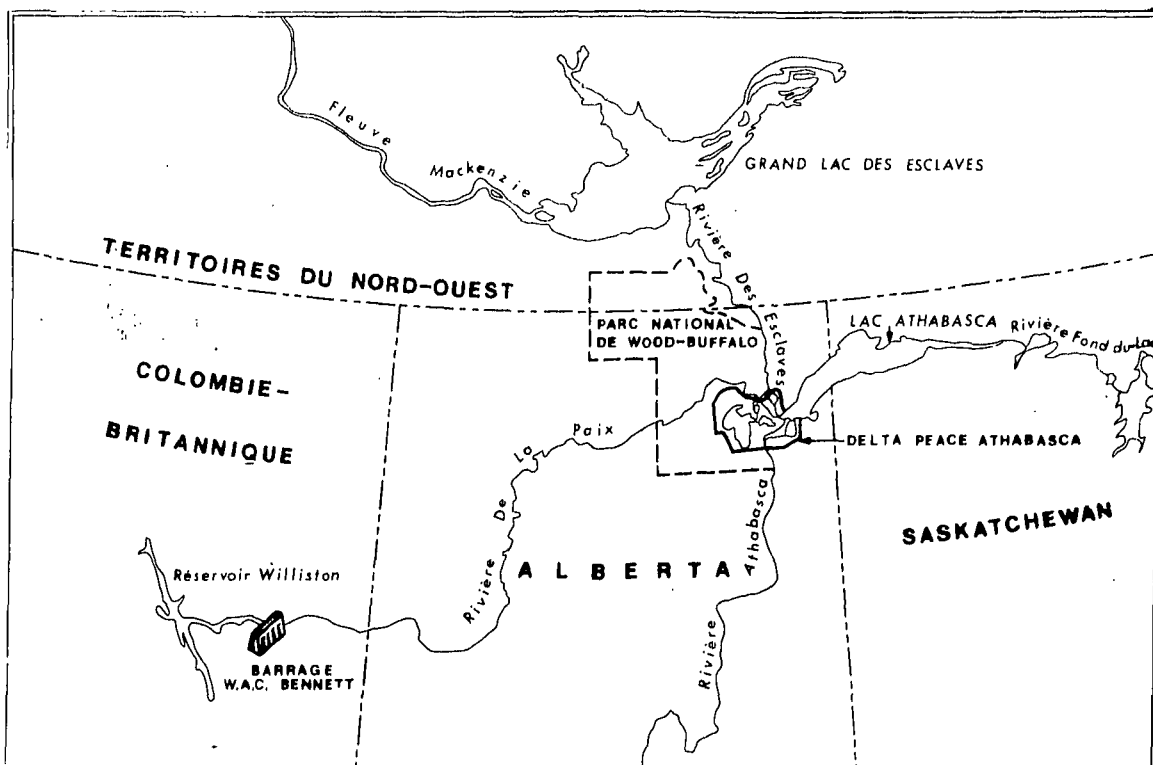 Fleuve Mackenzie
GRAND LAC DES ESCLAVES
Rivière Des Esclaves
TERRITOIRES DU NORD-OUEST
PARC NATIONAL
DE WOOD-BUFFALO
LAC ATHABASCA
Rivière Fond du Lac
COLOMBIE-
BRITANNIQUE
Rivière De La Paix
DELTA PEACE ATHABASCA
SASKATCHEWAN
ALBERTA
Rivière Athabasca
Réservoir Williston
BARRAGE
W.A.C. BENNETT